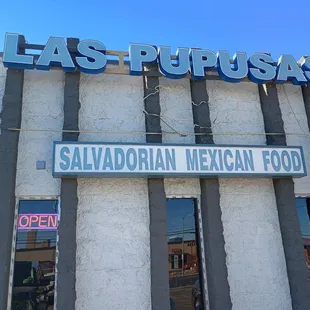 LAS PUPUSAS
SALVADORIAN MEXICAN FOOD
OPEN